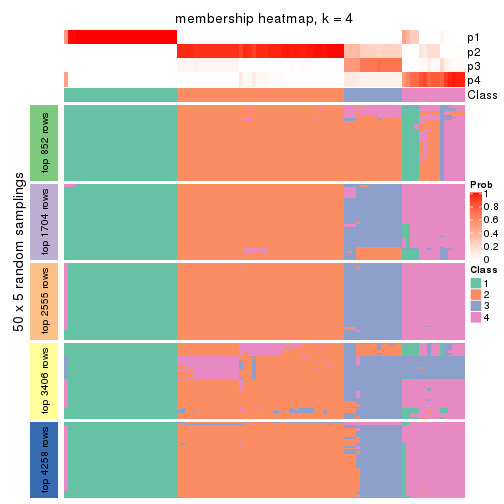 membership heatmap, k = 4
p1
p2
p3
p4
Class
50 x 5 random samplings
top 852 rows
top 1704 rows
top 2555 rows
top 3406 rows
top 4258 rows
Prob
1
0.8
0.6
0.4
0.2
0
Class
1
2
3
4